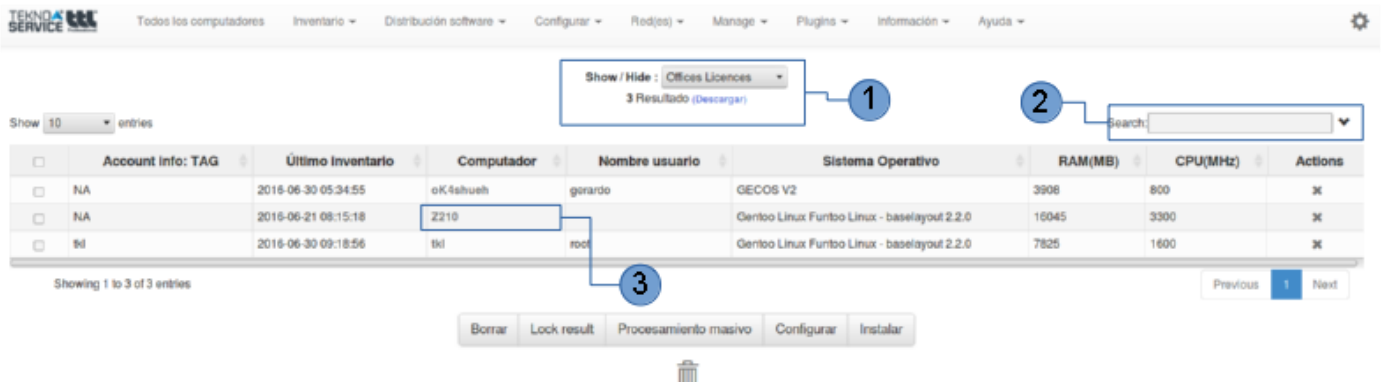 TEKNO SERVICE TTL Todos los computadores Inventario Distribución software Configurar Red(es) Manage Plugins Información Ayuda
Show / Hide : Offices Licences
3 Resultado (Descargar)
1
2
Show 10 entries
Search:
Account info: TAG Último inventario Computador Nombre usuario Sistema Operativo RAM(MB) CPU(MHz) Actions
NA 2016-06-30 05:34:55 oK4shueh gerardo GECOS V2 3908 800
NA 2016-06-21 08:15:18 Z210 Gentoo Linux Funtoo Linux - baselayout 2.2.0 16045 3300
tkl 2016-06-30 09:18:56 tkl root Gentoo Linux Funtoo Linux - baselayout 2.2.0 7825 1600
Showing 1 to 3 of 3 entries
3
Previous 1 Next
Borrar Lock result Procesamiento masivo Configurar Instalar